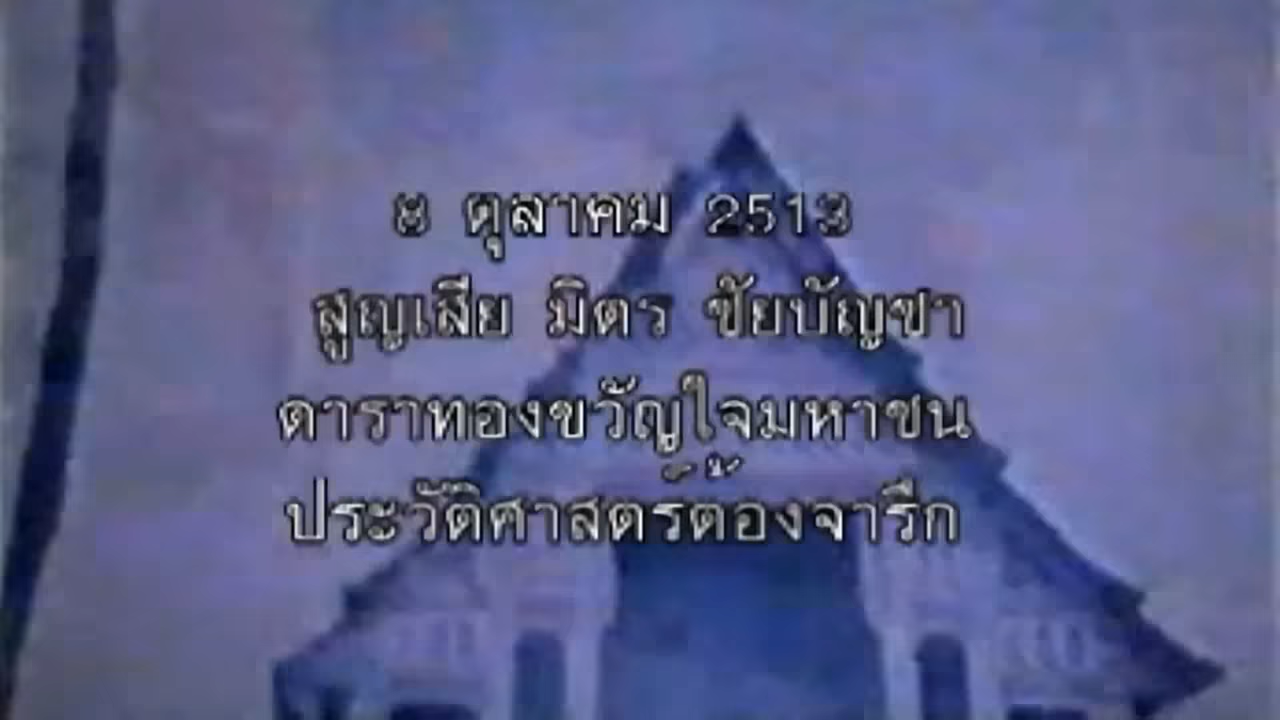 8 ตุลาคม 2513
สูญเสีย มิตร ชัยบัญชา
ดาราทองขวัญใจมหาชน
ประวัติศาสตร์ต้องจารึก